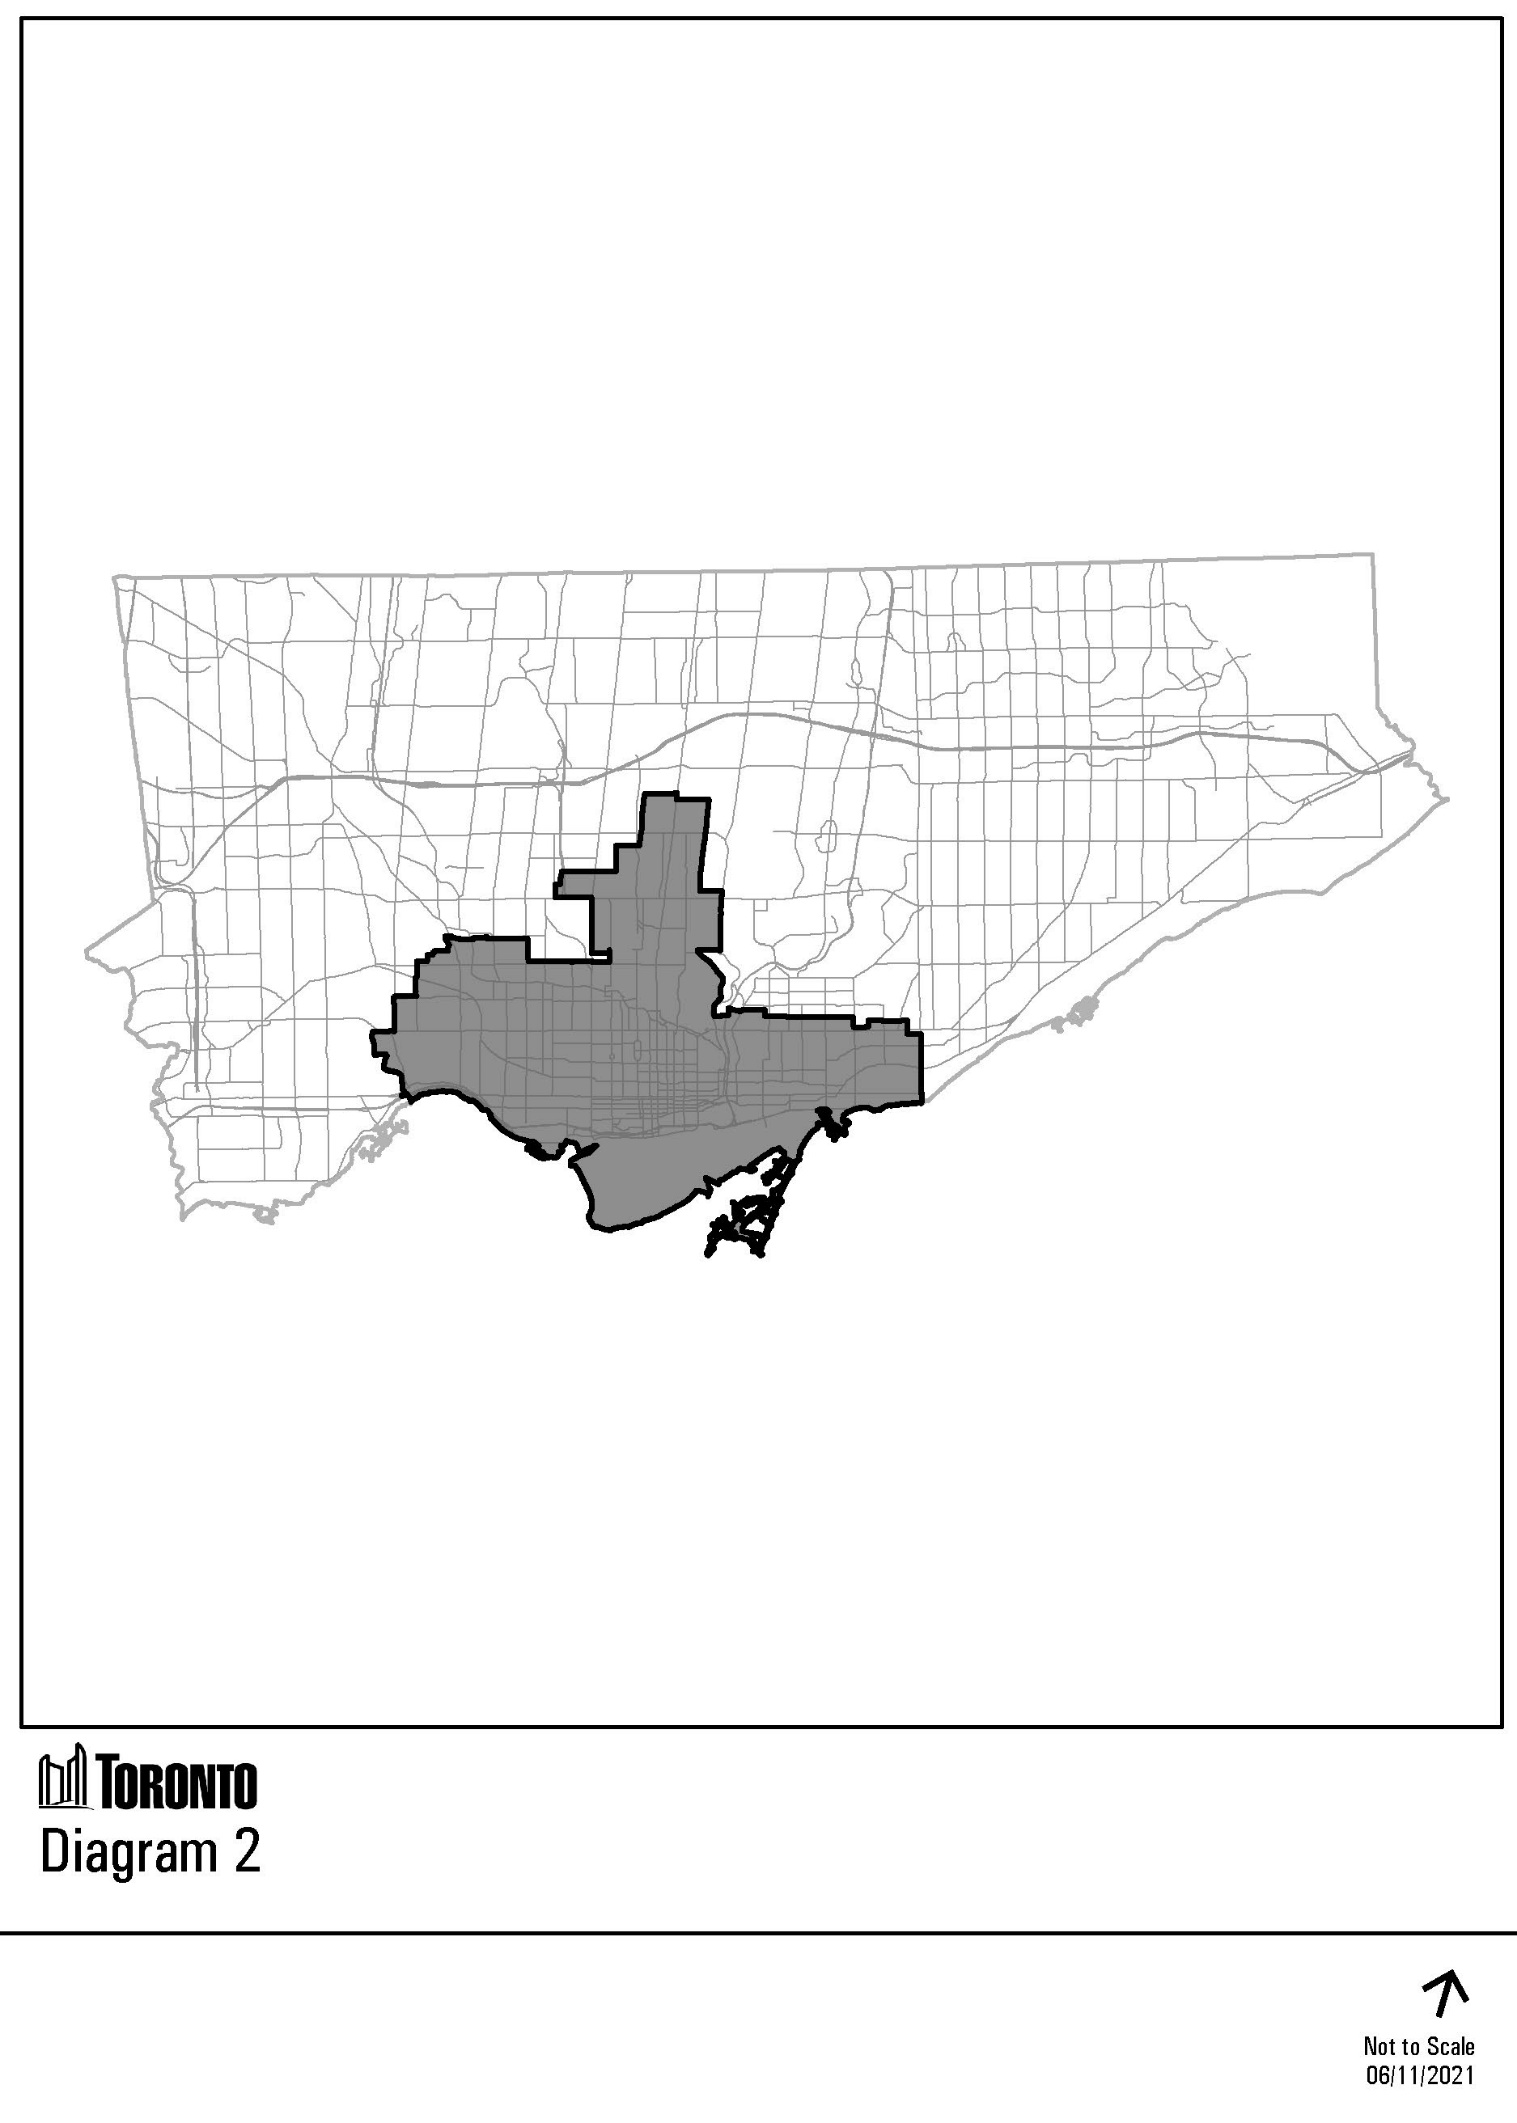 TORONTO
Diagram 2
Not to Scale
06/11/2021